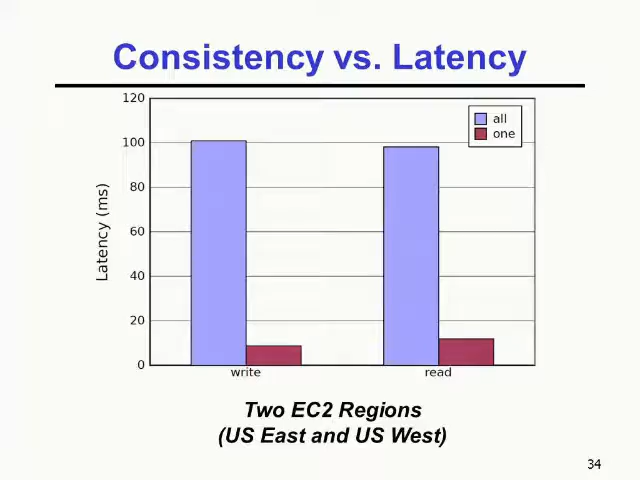 Consistency vs. Latency
120
100
80
60
40
20
0
Latency (ms)
all
one
write
read
Two EC2 Regions
(US East and US West)
34